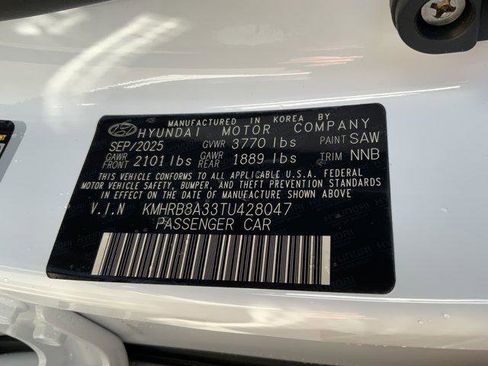 MANUFACTURED IN KOREA BY
HYUNDAI MOTOR COMPANY
SEP/2025 GVWR 3770 lbs PAINT SAW
GAWR FRONT 2101 lbs GAWR REAR 1889 lbs TRIM NNB
THIS VEHICLE CONFORMS TO ALL APPLICABLE U.S.A. FEDERAL
MOTOR VEHICLE SAFETY, BUMPER, AND THEFT PREVENTION STANDARDS
IN EFFECT ON THE DATE OF MANUFACTURE SHOWN ABOVE.
V.I.N KMHRB8A33TU428047
PASSENGER CAR